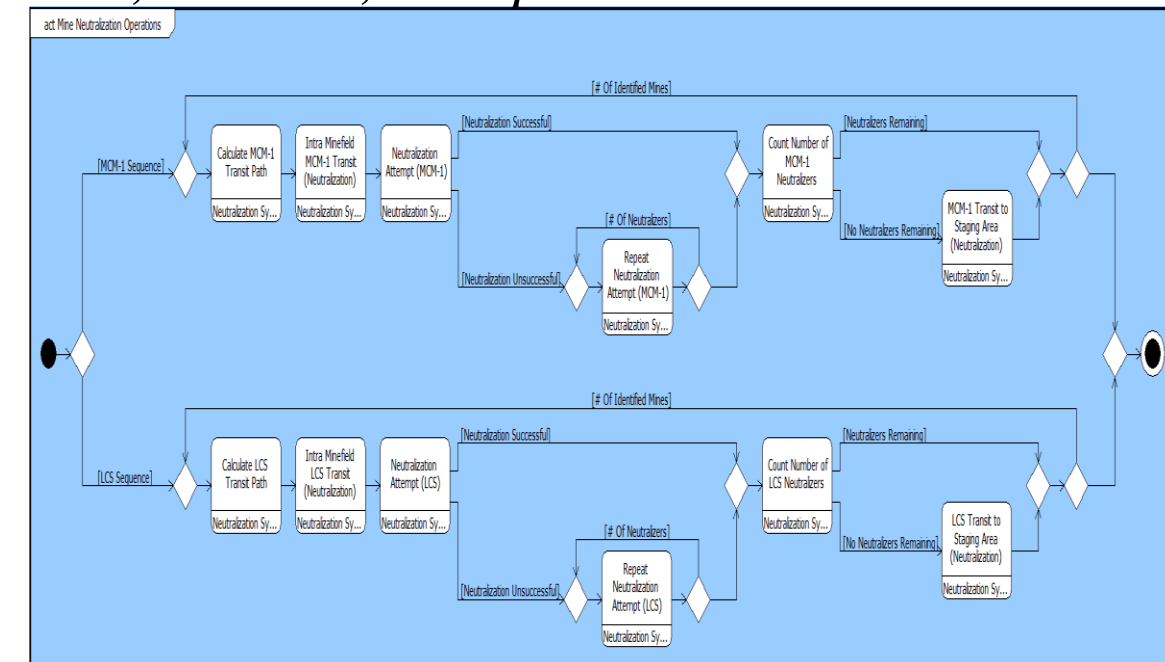 act Mine Neutralization Operations
[# Of Identified Mines]
[MCM-1 Sequence]
Calculate MCM-1
Transit Path
Neutralization Sy...
Intra Minefield
MCM-1 Transit
(Neutralization)
Neutralization Sy...
Neutralization
Attempt (MCM-1)
Neutralization Sy...
[Neutralization Successful]
[Neutralization Unsuccessful]
[# Of Neutralizers]
Repeat
Neutralization
Attempt (MCM-1)
Neutralization Sy...
Count Number of
MCM-1
Neutralizers
Neutralization Sy...
[Neutralizers Remaining]
[No Neutralizers Remaining]
MCM-1 Transit to
Staging Area
(Neutralization)
Neutralization Sy...
[# Of Identified Mines]
[LCS Sequence]
Calculate LCS
Transit Path
Neutralization Sy...
Intra Minefield
LCS Transit
(Neutralization)
Neutralization Sy...
Neutralization
Attempt (LCS)
Neutralization Sy...
[Neutralization Successful]
[Neutralization Unsuccessful]
[# Of Neutralizers]
Repeat
Neutralization
Attempt (LCS)
Neutralization Sy...
Count Number of
LCS Neutralizers
Neutralization Sy...
[Neutralizers Remaining]
[No Neutralizers Remaining]
LCS Transit to
Staging Area
(Neutralization)
Neutralization Sy...